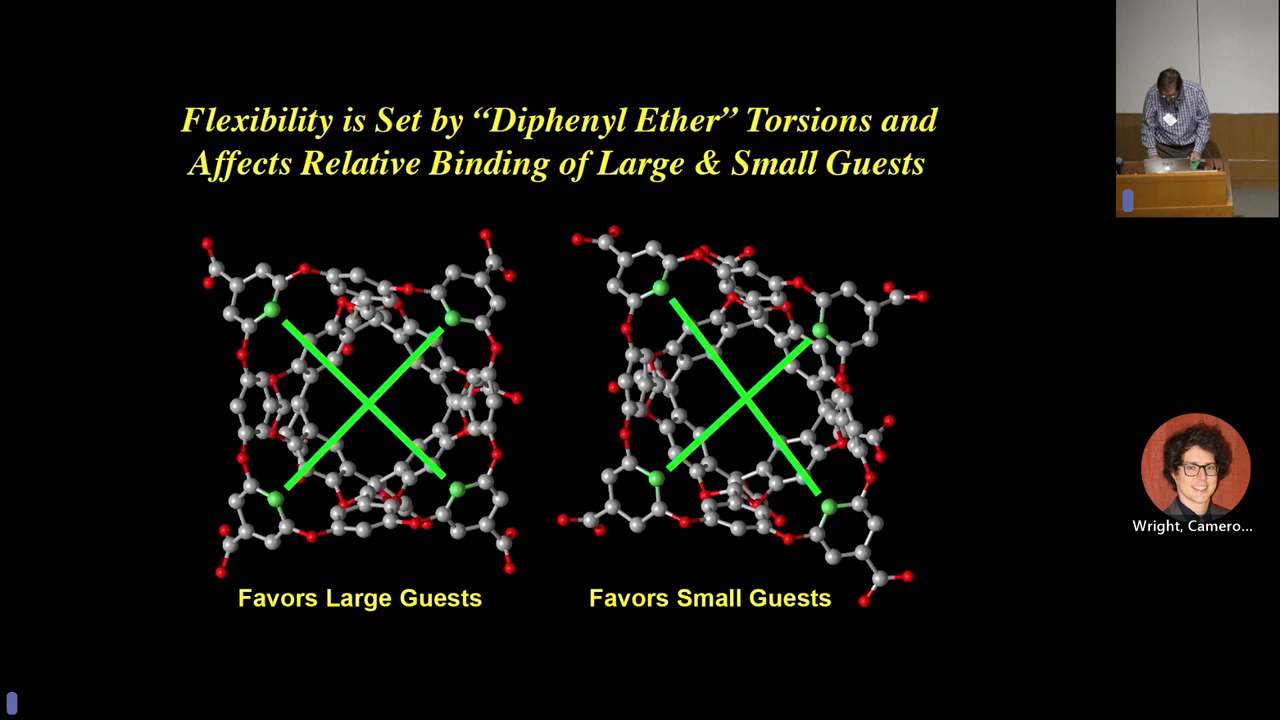 Flexibility is Set by “Diphenyl Ether” Torsions and
Affects Relative Binding of Large & Small Guests
Favors Large Guests
Favors Small Guests
Wright, Camero...